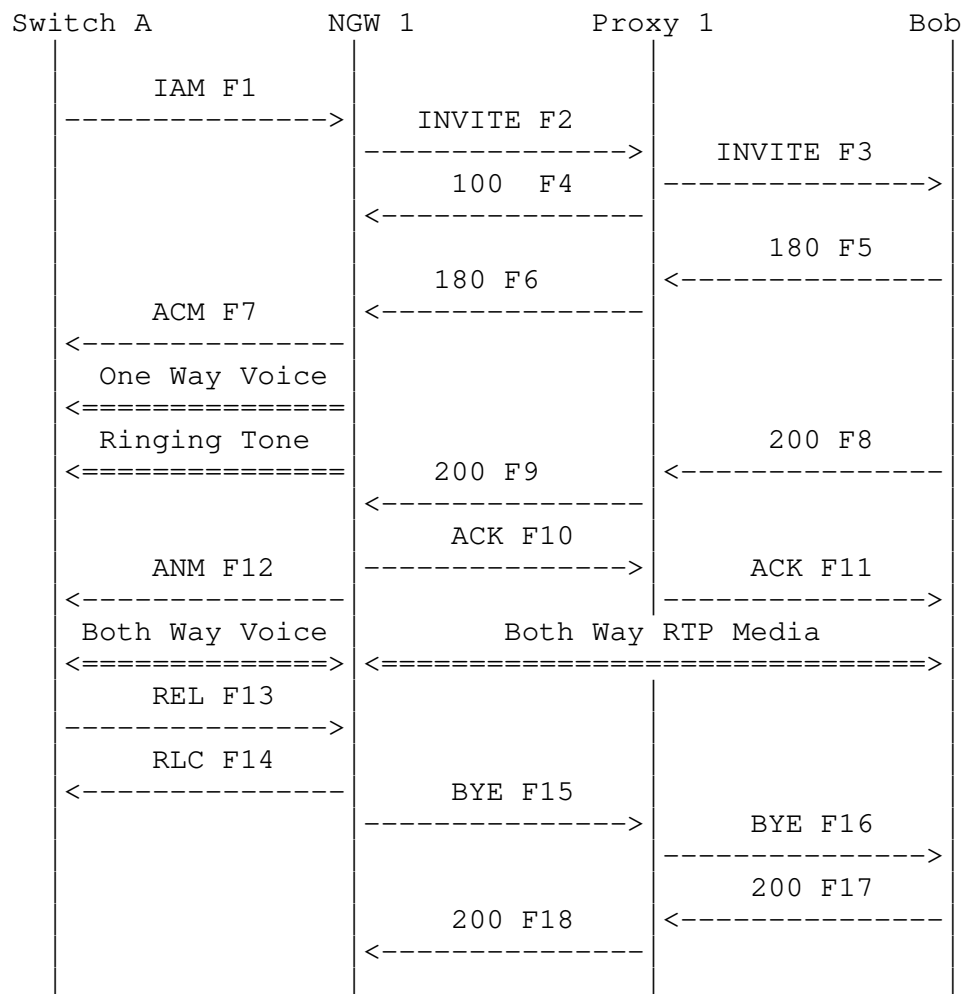 Switch A NGW 1 Proxy 1 Bob
IAM F1
INVITE F2
INVITE F3
100 F4
180 F5
180 F6
ACM F7
One Way Voice
Ringing Tone 200 F8
200 F9
ACK F10
ANM F12 ACK F11
Both Way Voice Both Way RTP Media
REL F13
RLC F14
BYE F15
BYE F16
200 F17
200 F18